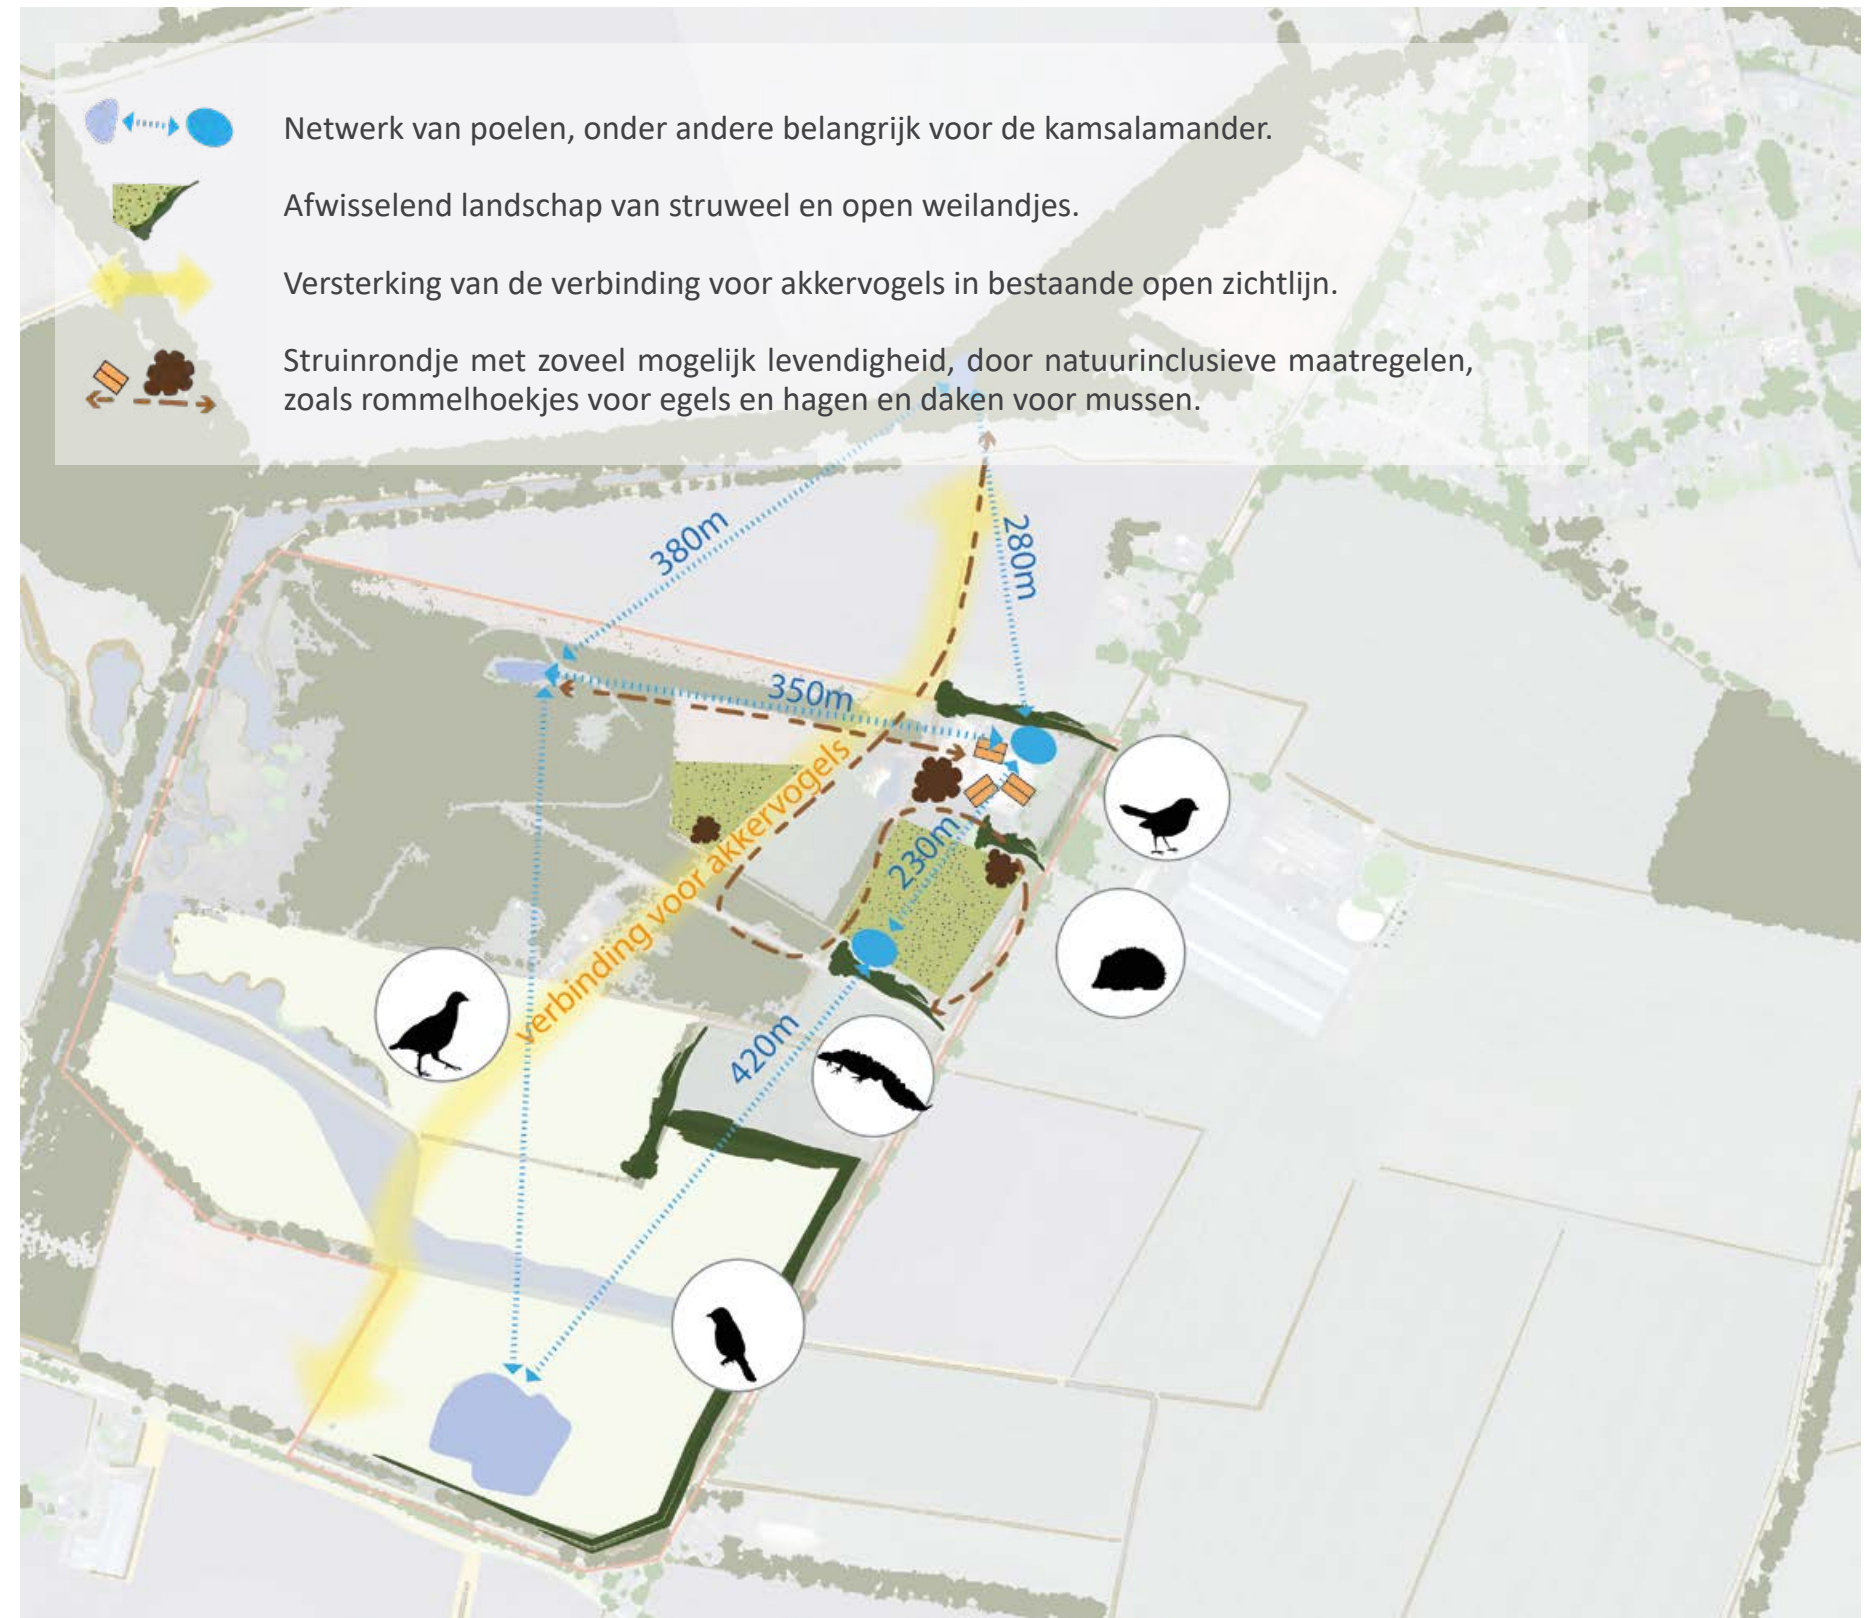 Netwerk van poelen, onder andere belangrijk voor de kamsalamander.
Afwisselend landschap van struweel en open weilandjes.
Versterking van de verbinding voor akkervogels in bestaande open zichtlijn.
Struinrondje met zoveel mogelijk levendigheid, door natuurinclusieve maatregelen,
zoals rommelhoekjes voor egels en hagen en daken voor mussen.
380m
280m
350m
verbinding voor akkervogels
230m
420m